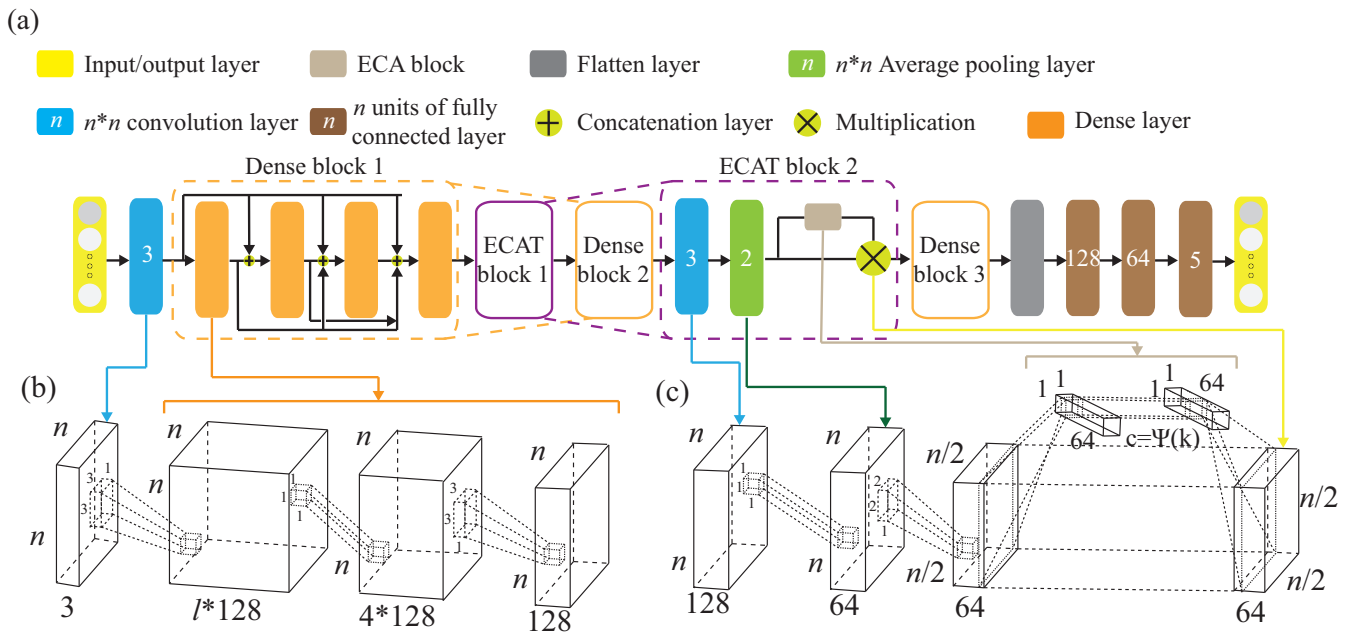 (a)
Input/output layer
ECA block
Flatten layer
n n*n Average pooling layer
n n*n convolution layer
n n units of fully
connected layer
Concatenation layer
Multiplication
Dense layer
Dense block 1
ECAT block 2
3
ECAT
block 1
Dense
block 2
3
2
Dense
block 3
128
64
5
(b)
n
n
3
3
3
1
n
n
l*128
1
1
n
n
4*128
3
3
1
n
n
128
(c)
n
n
128
1
1
1
n
n
64
2
2
1
n/2
n/2
64
1
1
64
c=Ψ(k)
1
1
64
n/2
n/2
64